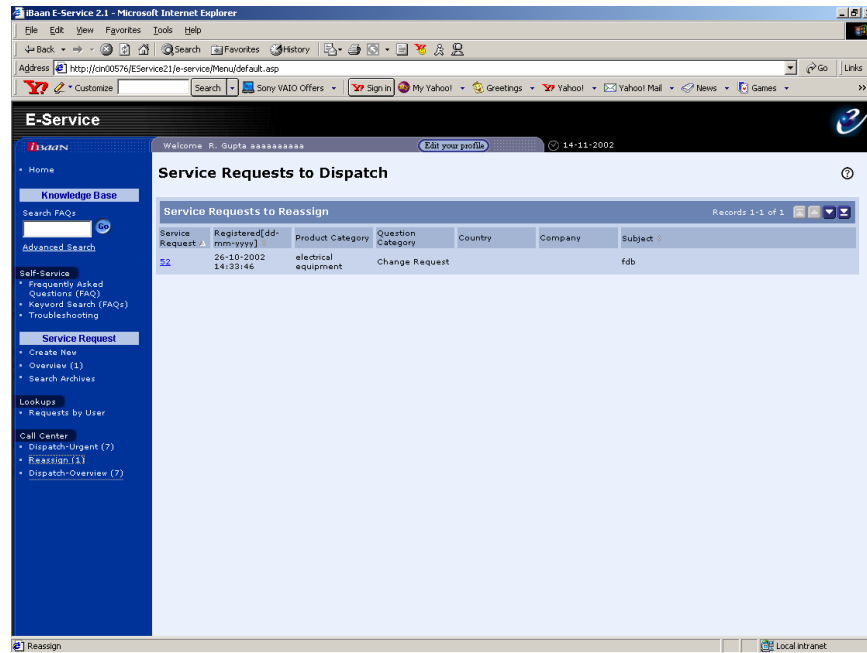 iBaan E-Service 2.1 - Microsoft Internet Explorer
File Edit View Favorites Tools Help
Back Search Favorites History
Address http://cin00576/EService21/e-service/Menu/default.asp Go Links
Y! Customize Search Sony VAIO Offers Y! Sign in My Yahoo! Greetings Y! Yahoo! Yahoo! Mail News Games »
E-Service
iBaan Welcome R. Gupta aaaaaaaaaa Edit your profile 14-11-2002
Home
Service Requests to Dispatch
Knowledge Base
Search FAQs
Go
Advanced Search
Self-Service
Frequently Asked
Questions (FAQ)
Keyword Search (FAQs)
Troubleshooting
Service Request
Create New
Overview (1)
Search Archives
Lookups
Requests by User
Call Center
Dispatch-Urgent (7)
Reassign (1)
Dispatch-Overview (7)
Service Requests to Reassign Records 1-1 of 1
Service Registered[dd- Product Category Question Country Company Subject
Request mm-yyyy] Category
52 26-10-2002 electrical Change Request fdb
14:33:46 equipment
Reassign Local intranet